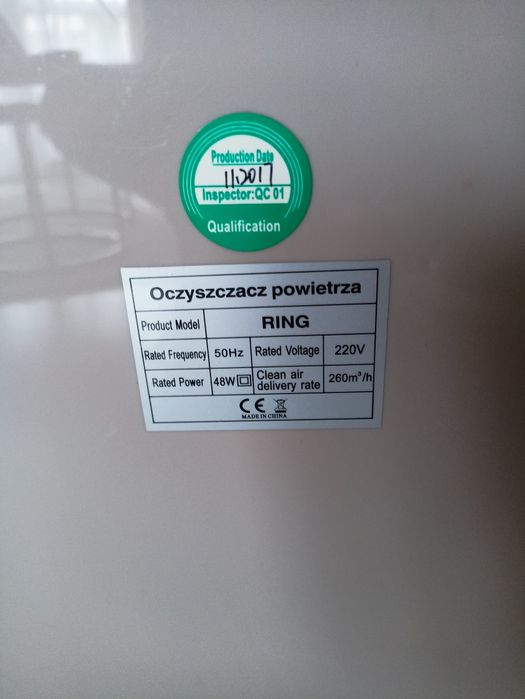 Production Date
11.2017
Inspector:QC 01
Qualification
Oczyszczacz powietrza
Product Model RING
Rated Frequency 50Hz Rated Voltage 220V
Rated Power 48W Clean air delivery rate 260m³/h
CE
MADE IN CHINA